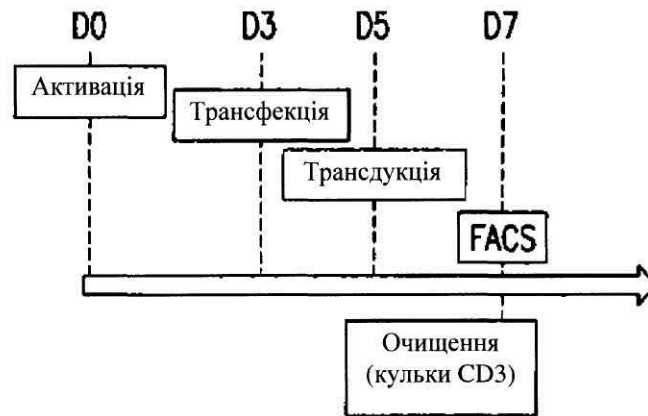 D0 D3 D5 D7
Активація
Трансфекція
Трансдукція
FACS
Очищення
(кульки CD3)